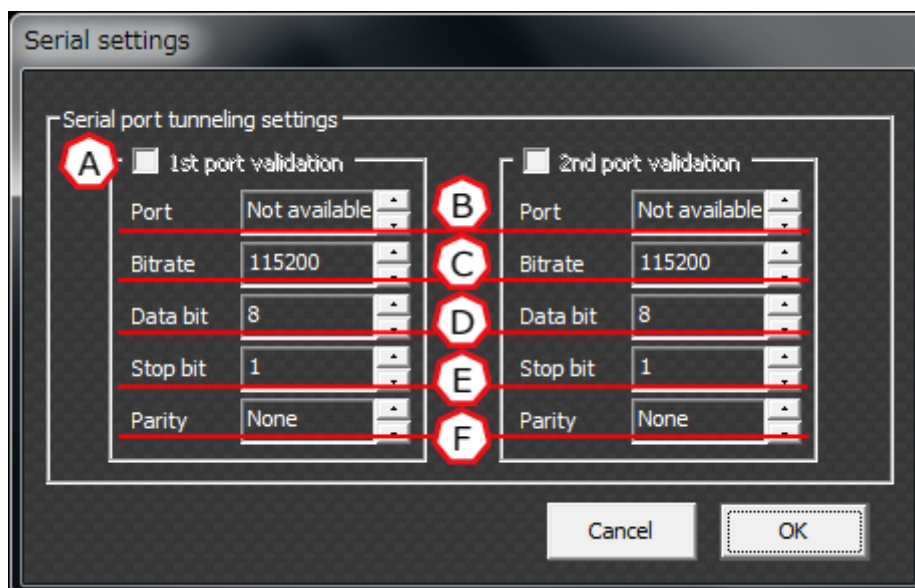 Serial settings
Serial port tunneling settings
A 1st port validation 2nd port validation
Port Not available B Port Not available
Bitrate 115200 C Bitrate 115200
Data bit 8 D Data bit 8
Stop bit 1 E Stop bit 1
Parity None F Parity None
Cancel OK